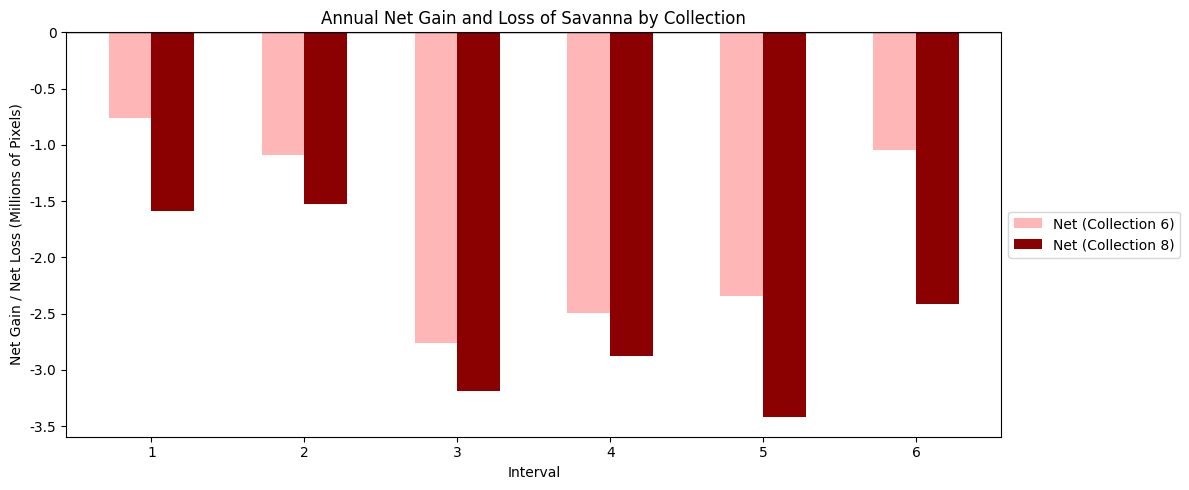 Annual Net Gain and Loss of Savanna by Collection
Net Gain / Net Loss (Millions of Pixels)
0
-0.5
-1.0
-1.5
-2.0
-2.5
-3.0
-3.5
1 2 3 4 5 6
Interval
Net (Collection 6)
Net (Collection 8)